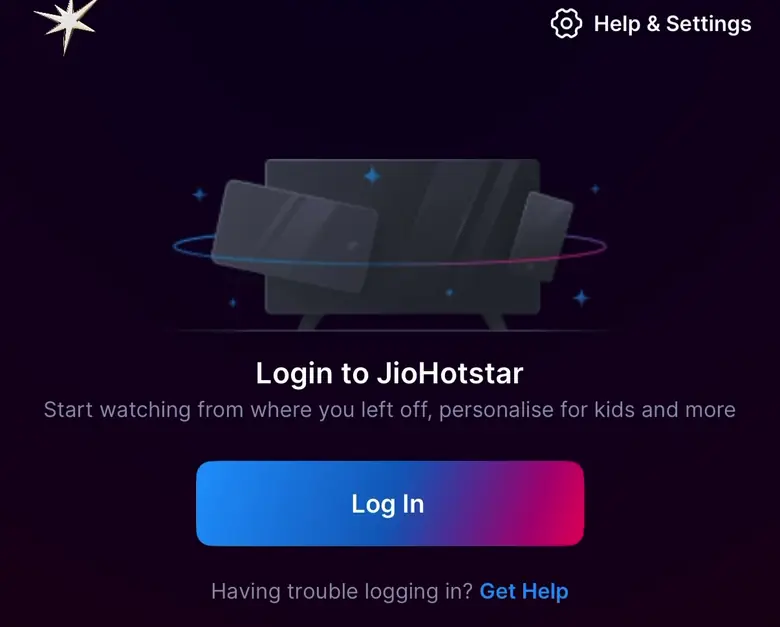 Help & Settings
Login to JioHotstar
Start watching from where you left off, personalise for kids and more
Log In
Having trouble logging in? Get Help